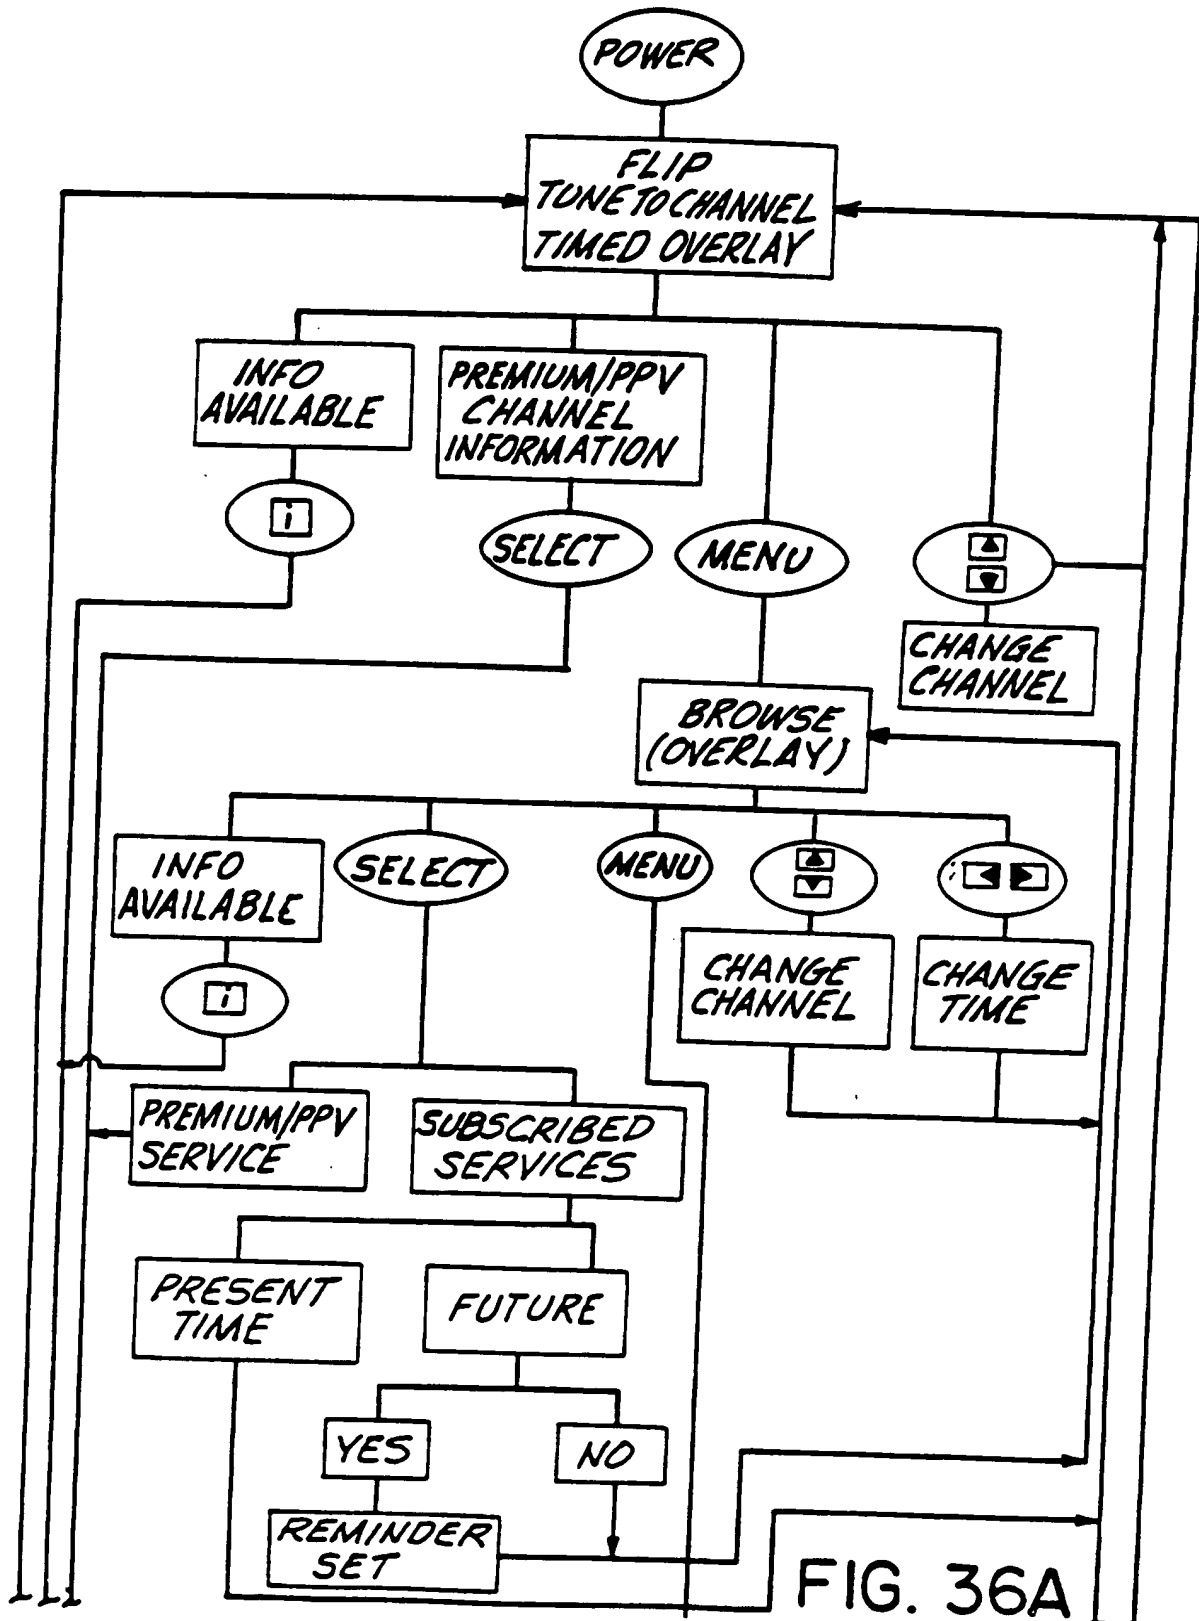 POWER
FLIP
TUNE TO CHANNEL
TIMED OVERLAY
INFO
AVAILABLE
PREMIUM/PPV
CHANNEL
INFORMATION
i
SELECT
MENU
CHANGE
CHANNEL
BROWSE
(OVERLAY)
INFO
AVAILABLE
SELECT
MENU
i
CHANGE
CHANNEL
CHANGE
TIME
PREMIUM/PPV
SERVICE
SUBSCRIBED
SERVICES
PRESENT
TIME
FUTURE
YES
NO
REMINDER
SET
FIG. 36A